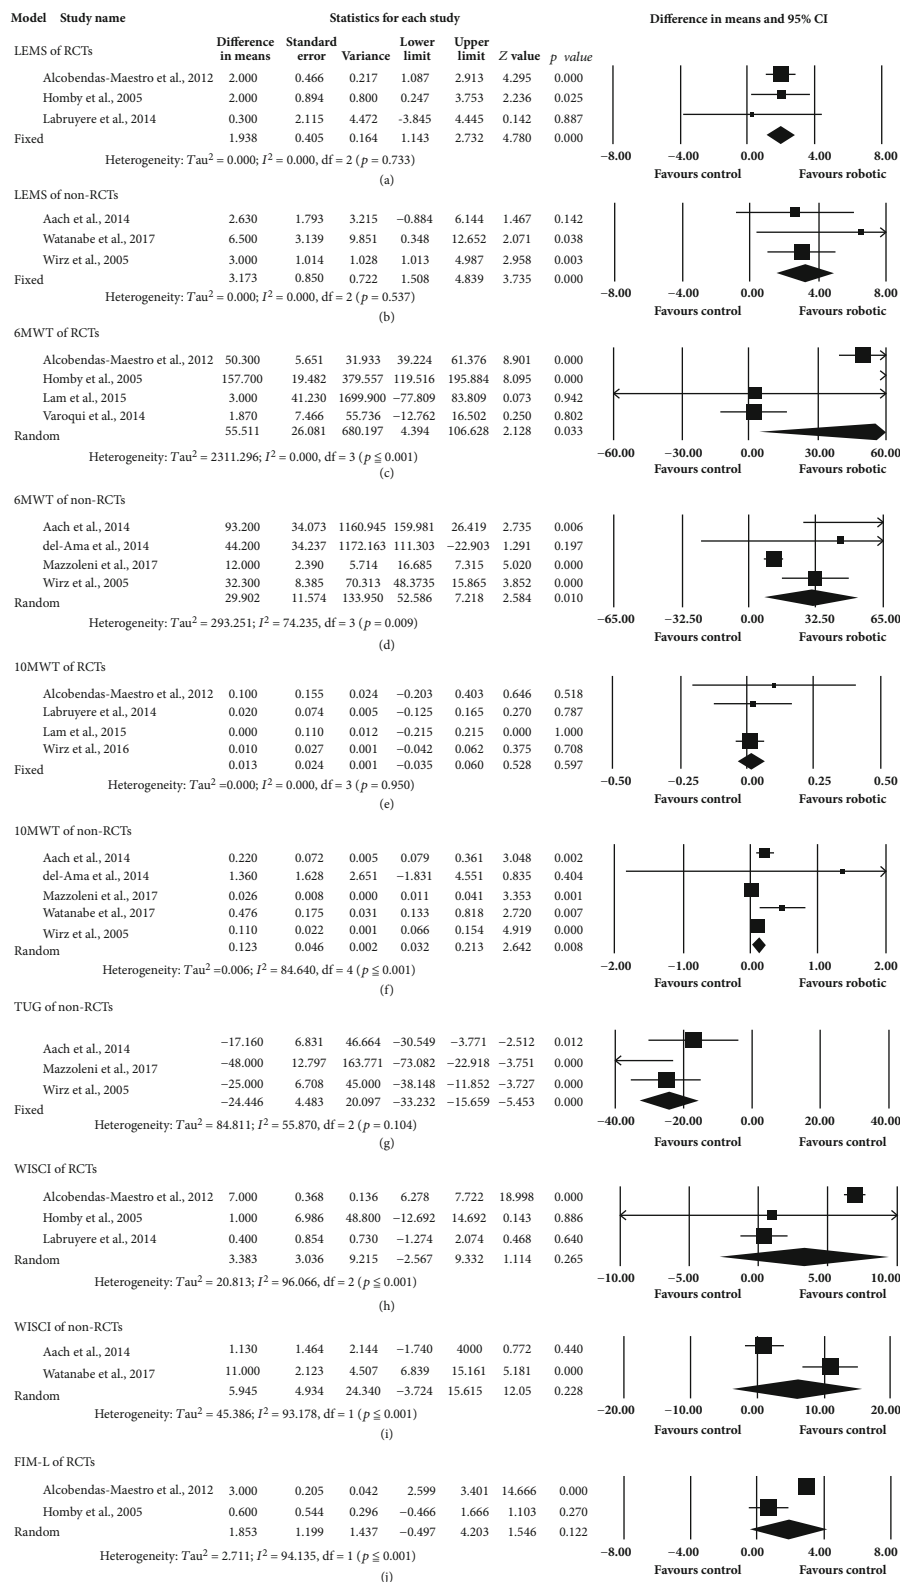 Model Study name Statistics for each study Difference in means and 95% CI
LEMS of RCTs
Difference in means Standard error Variance Lower limit Upper limit Z value p value
Alcobendas-Maestro et al., 2012 2.000 0.466 0.217 1.087 2.913 4.295 0.000
Homby et al., 2005 2.000 0.894 0.800 0.247 3.753 2.236 0.025
Labruyere et al., 2014 0.300 2.115 4.472 -3.845 4.445 0.142 0.887
Fixed 1.938 0.405 0.164 1.143 2.732 4.780 0.000
−8.00 −4.00 0.00 4.00 8.00
Heterogeneity: Tau² = 0.000; I² = 0.000, df = 2 (p = 0.733)
Favours control Favours robotic
(a)
LEMS of non-RCTs
Aach et al., 2014 2.630 1.793 3.215 −0.884 6.144 1.467 0.142
Watanabe et al., 2017 6.500 3.139 9.851 0.348 12.652 2.071 0.038
Wirz et al., 2005 3.000 1.014 1.028 1.013 4.987 2.958 0.003
Fixed 3.173 0.850 0.722 1.508 4.839 3.735 0.000
−8.00 −4.00 0.00 4.00 8.00
Heterogeneity: Tau² = 0.000; I² = 0.000, df = 2 (p = 0.537)
Favours control Favours robotic
(b)
6MWT of RCTs
Alcobendas-Maestro et al., 2012 50.300 5.651 31.933 39.224 61.376 8.901 0.000
Homby et al., 2005 157.700 19.482 379.557 119.516 195.884 8.095 0.000
Lam et al., 2015 3.000 41.230 1699.900 −77.809 83.809 0.073 0.942
Varoqui et al., 2014 1.870 7.466 55.736 −12.762 16.502 0.250 0.802
Random 55.511 26.081 680.197 4.394 106.628 2.128 0.033
−60.00 −30.00 0.00 30.00 60.00
Heterogeneity: Tau² = 2311.296; I² = 0.000, df = 3 (p ≦ 0.001)
Favours control Favours robotic
(c)
6MWT of non-RCTs
Aach et al., 2014 93.200 34.073 1160.945 159.981 26.419 2.735 0.006
del-Ama et al., 2014 44.200 34.237 1172.163 111.303 −22.903 1.291 0.197
Mazzoleni et al., 2017 12.000 2.390 5.714 16.685 7.315 5.020 0.000
Wirz et al., 2005 32.300 8.385 70.313 48.3735 15.865 3.852 0.000
Random 29.902 11.574 133.950 52.586 7.218 2.584 0.010
−65.00 −32.50 0.00 32.50 65.00
Heterogeneity: Tau² = 293.251; I² = 74.235, df = 3 (p = 0.009)
Favours control Favours robotic
(d)
10MWT of RCTs
Alcobendas-Maestro et al., 2012 0.100 0.155 0.024 −0.203 0.403 0.646 0.518
Labruyere et al., 2014 0.020 0.074 0.005 −0.125 0.165 0.270 0.787
Lam et al., 2015 0.000 0.110 0.012 −0.215 0.215 0.000 1.000
Wirz et al., 2016 0.010 0.027 0.001 −0.042 0.062 0.375 0.708
Fixed 0.013 0.024 0.001 −0.035 0.060 0.528 0.597
−0.50 −0.25 0.00 0.25 0.50
Heterogeneity: Tau² =0.000; I² = 0.000, df = 3 (p = 0.950)
Favours control Favours robotic
(e)
10MWT of non-RCTs
Aach et al., 2014 0.220 0.072 0.005 0.079 0.361 3.048 0.002
del-Ama et al., 2014 1.360 1.628 2.651 −1.831 4.551 0.835 0.404
Mazzoleni et al., 2017 0.026 0.008 0.000 0.011 0.041 3.353 0.001
Watanabe et al., 2017 0.476 0.175 0.031 0.133 0.818 2.720 0.007
Wirz et al., 2005 0.110 0.022 0.001 0.066 0.154 4.919 0.000
Random 0.123 0.046 0.002 0.032 0.213 2.642 0.008
−2.00 −1.00 0.00 1.00 2.00
Heterogeneity: Tau² =0.006; I² = 84.640, df = 4 (p ≦ 0.001)
Favours control Favours robotic
(f)
TUG of non-RCTs
Aach et al., 2014 −17.160 6.831 46.664 −30.549 −3.771 −2.512 0.012
Mazzoleni et al., 2017 −48.000 12.797 163.771 −73.082 −22.918 −3.751 0.000
Wirz et al., 2005 −25.000 6.708 45.000 −38.148 −11.852 −3.727 0.000
Fixed −24.446 4.483 20.097 −33.232 −15.659 −5.453 0.000
−40.00 −20.00 0.00 20.00 40.00
Heterogeneity: Tau² = 84.811; I² = 55.870, df = 2 (p = 0.104)
Favours control Favours control
(g)
WISCI of RCTs
Alcobendas-Maestro et al., 2012 7.000 0.368 0.136 6.278 7.722 18.998 0.000
Homby et al., 2005 1.000 6.986 48.800 −12.692 14.692 0.143 0.886
Labruyere et al., 2014 0.400 0.854 0.730 −1.274 2.074 0.468 0.640
Random 3.383 3.036 9.215 −2.567 9.332 1.114 0.265
−10.00 −5.00 0.00 5.00 10.00
Heterogeneity: Tau² = 20.813; I² = 96.066, df = 2 (p ≦ 0.001)
Favours control Favours control
(h)
WISCI of non-RCTs
Aach et al., 2014 1.130 1.464 2.144 −1.740 4000 0.772 0.440
Watanabe et al., 2017 11.000 2.123 4.507 6.839 15.161 5.181 0.000
Random 5.945 4.934 24.340 −3.724 15.615 12.05 0.228
−20.00 −10.00 0.00 10.00 20.00
Heterogeneity: Tau² = 45.386; I² = 93.178, df = 1 (p ≦ 0.001)
Favours control Favours control
(i)
FIM-L of RCTs
Alcobendas-Maestro et al., 2012 3.000 0.205 0.042 2.599 3.401 14.666 0.000
Homby et al., 2005 0.600 0.544 0.296 −0.466 1.666 1.103 0.270
Random 1.853 1.199 1.437 −0.497 4.203 1.546 0.122
−8.00 −4.00 0.00 4.00 8.00
Heterogeneity: Tau² = 2.711; I² = 94.135, df = 1 (p ≦ 0.001)
Favours control Favours control
(j)